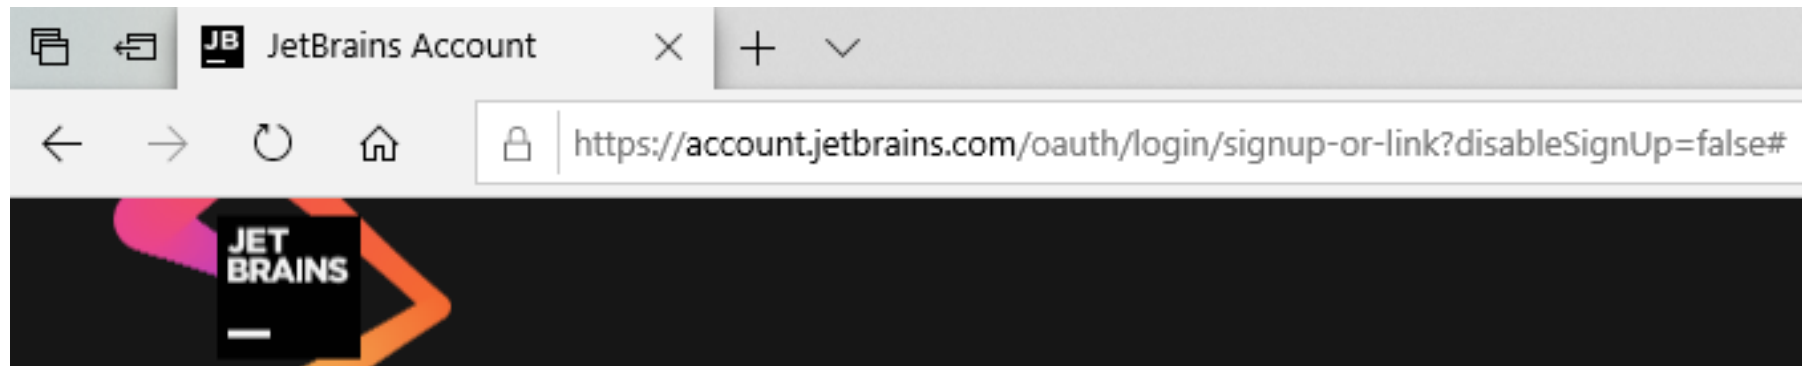 JB JetBrains Account
https://account.jetbrains.com/oauth/login/signup-or-link?disableSignUp=false#
JET
BRAINS